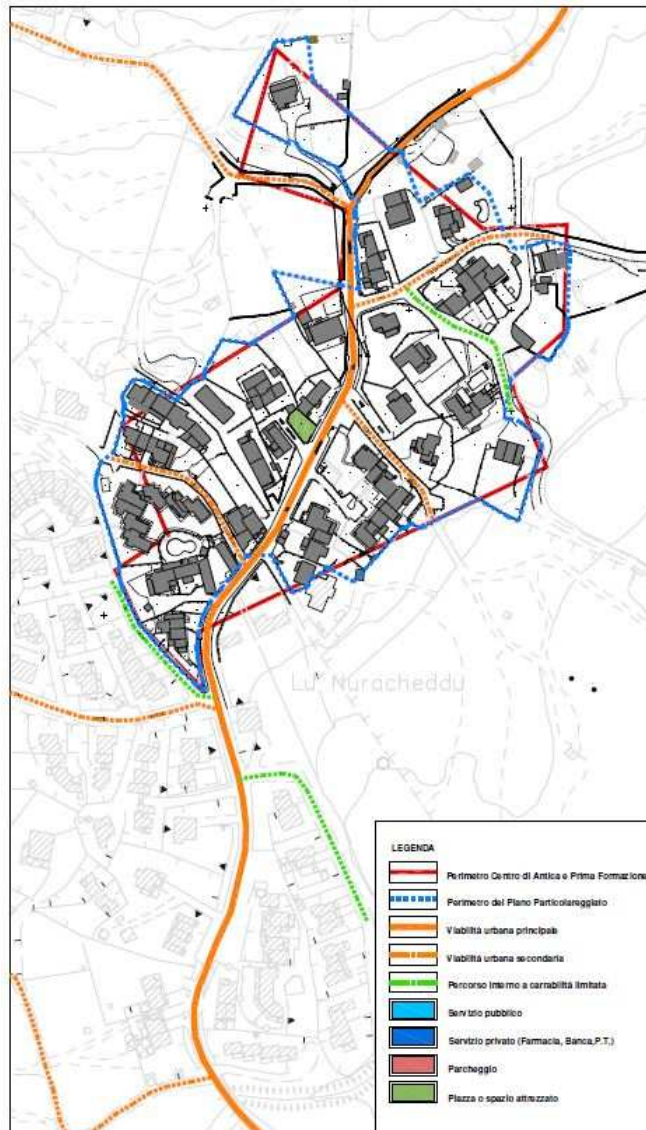 Lu Nuracheddu
LEGENDA
Perimetro Centro di Antica e Prima Formazione
Perimetro del Piano Particolareggiato
Viabilità urbana principale
Viabilità urbana secondaria
Percorso interno a carrabilità limitata
Servizio pubblico
Servizio privato (Farmacia, Banca,P.T.)
Parcheggio
Piazza o spazio attrezzato